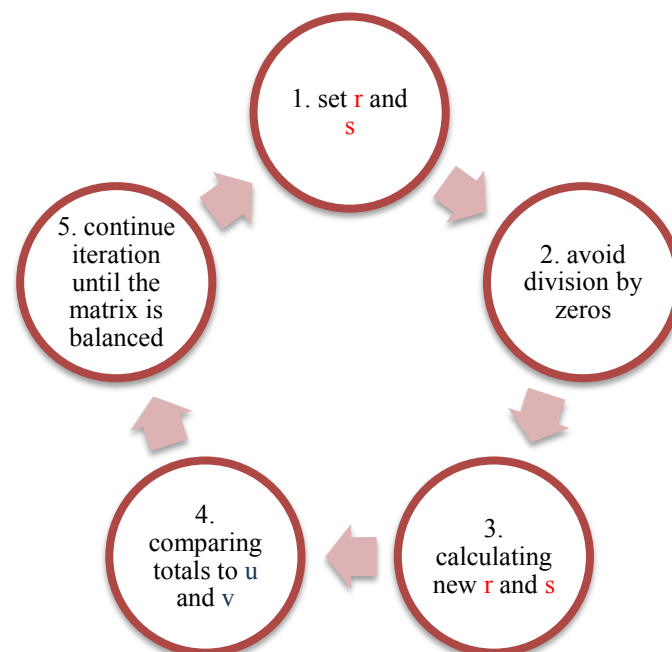 1. set r and
s
2. avoid
division by
zeros
3.
calculating
new r and s
4.
comparing
totals to u
and v
5. continue
iteration
until the
matrix is
balanced